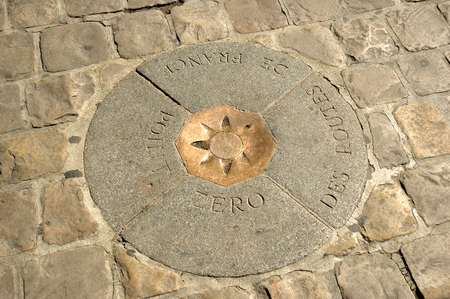 POINT ZERO
DES ROUTES
DE FRANCE